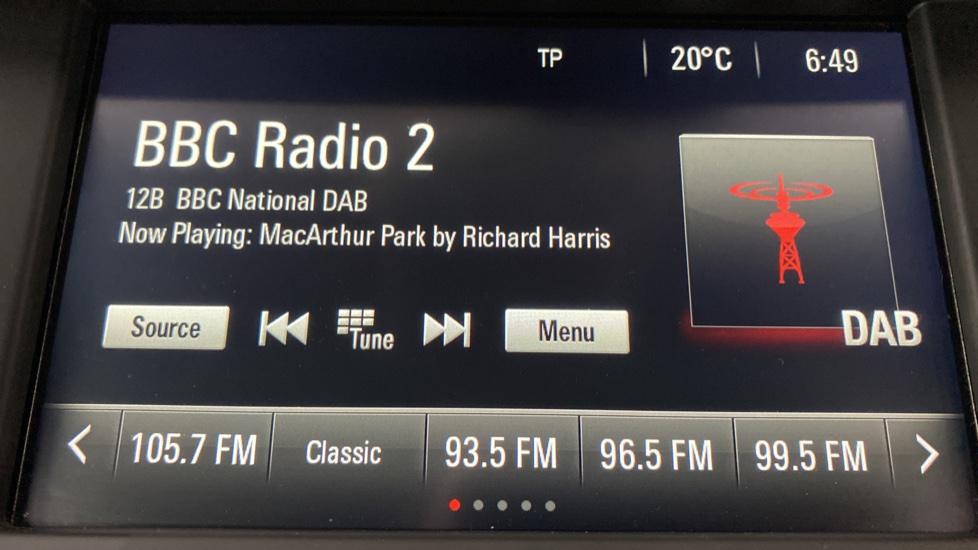 TP 20°C 6:49
BBC Radio 2
12B BBC National DAB
Now Playing: MacArthur Park by Richard Harris
Source Tune Menu
DAB
105.7 FM Classic 93.5 FM 96.5 FM 99.5 FM